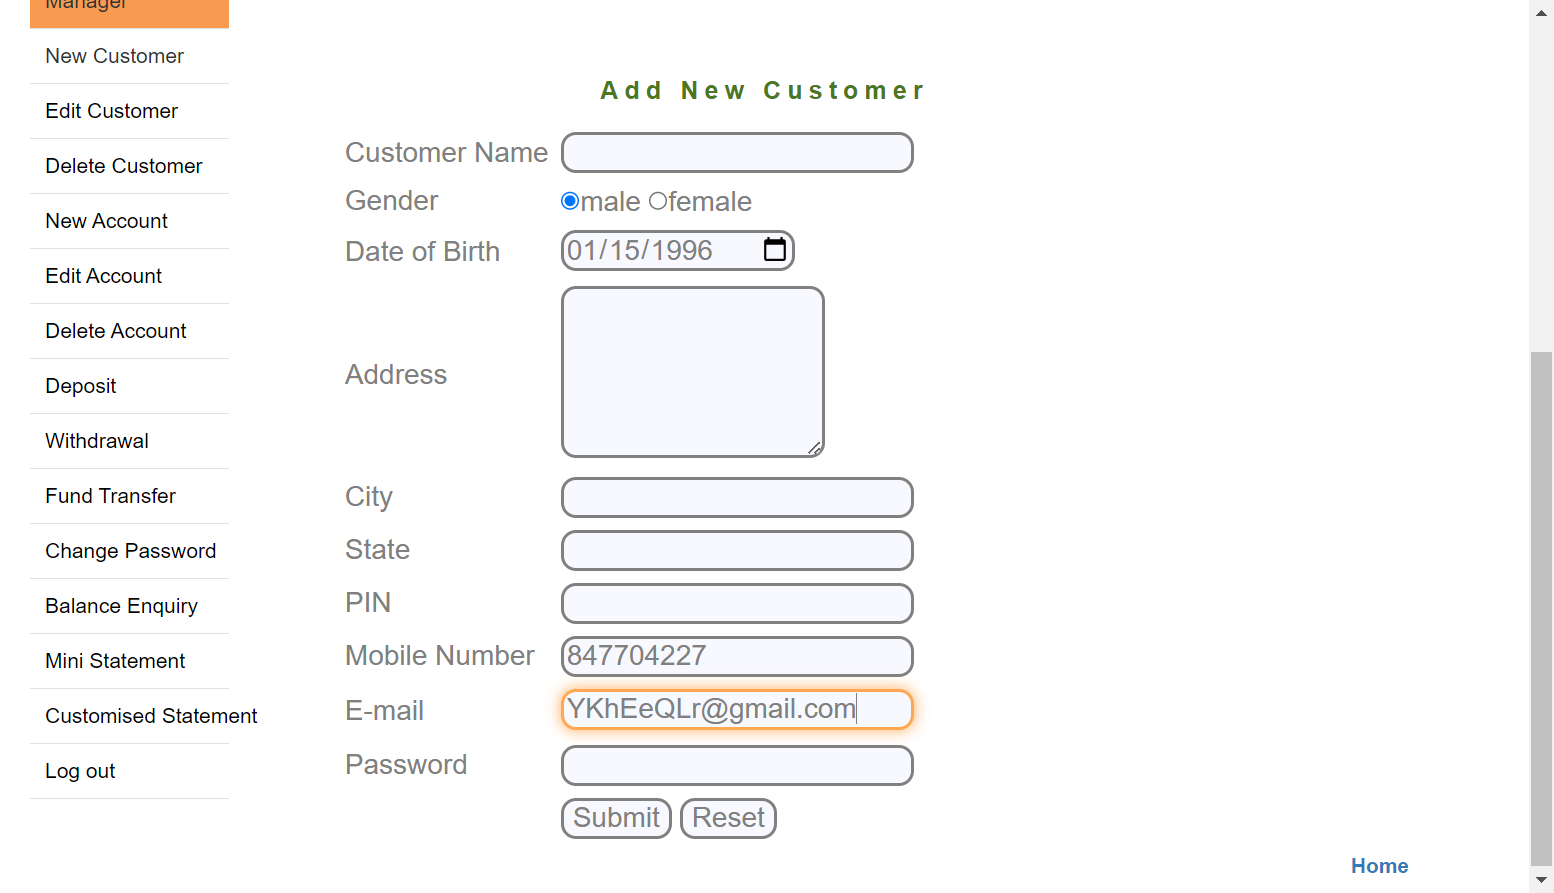 Manager
New Customer
Edit Customer
Delete Customer
New Account
Edit Account
Delete Account
Deposit
Withdrawal
Fund Transfer
Change Password
Balance Enquiry
Mini Statement
Customised Statement
Log out
Add New Customer
Customer Name
Gender male female
Date of Birth 01/15/1996
Address
City
State
PIN
Mobile Number 847704227
E-mail YKhEeQLr@gmail.com
Password
Submit Reset
Home